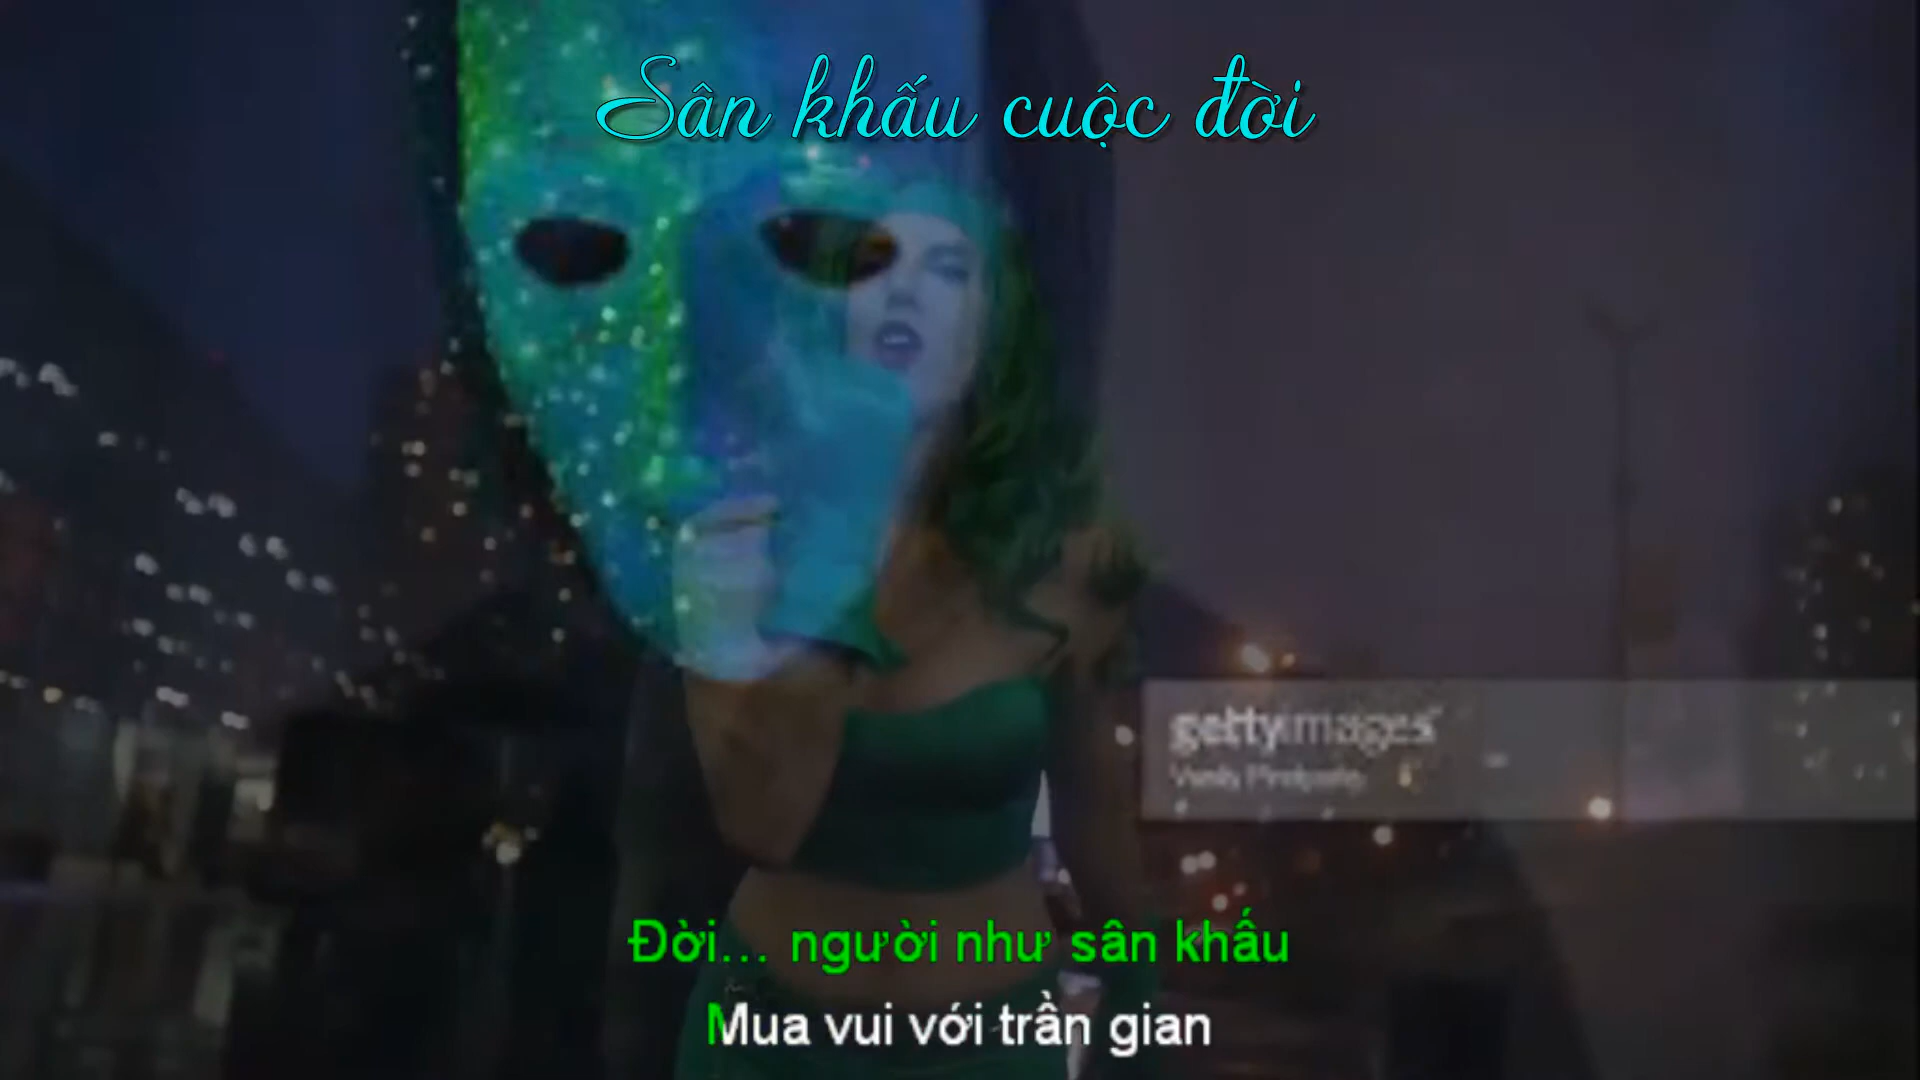 Sân khấu cuộc đời
gettyimages
Đời... người như sân khấu
Mua vui với trần gian